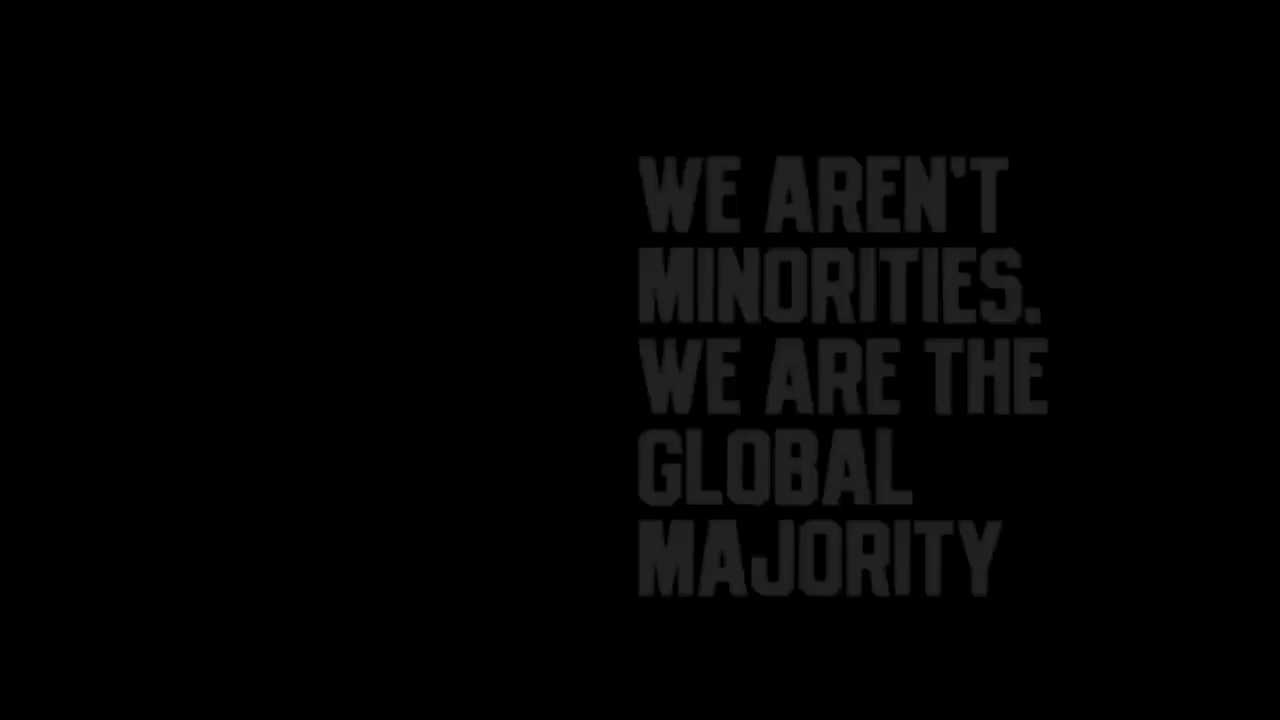 WE AREN'T
MINORITIES.
WE ARE THE
GLOBAL
MAJORITY